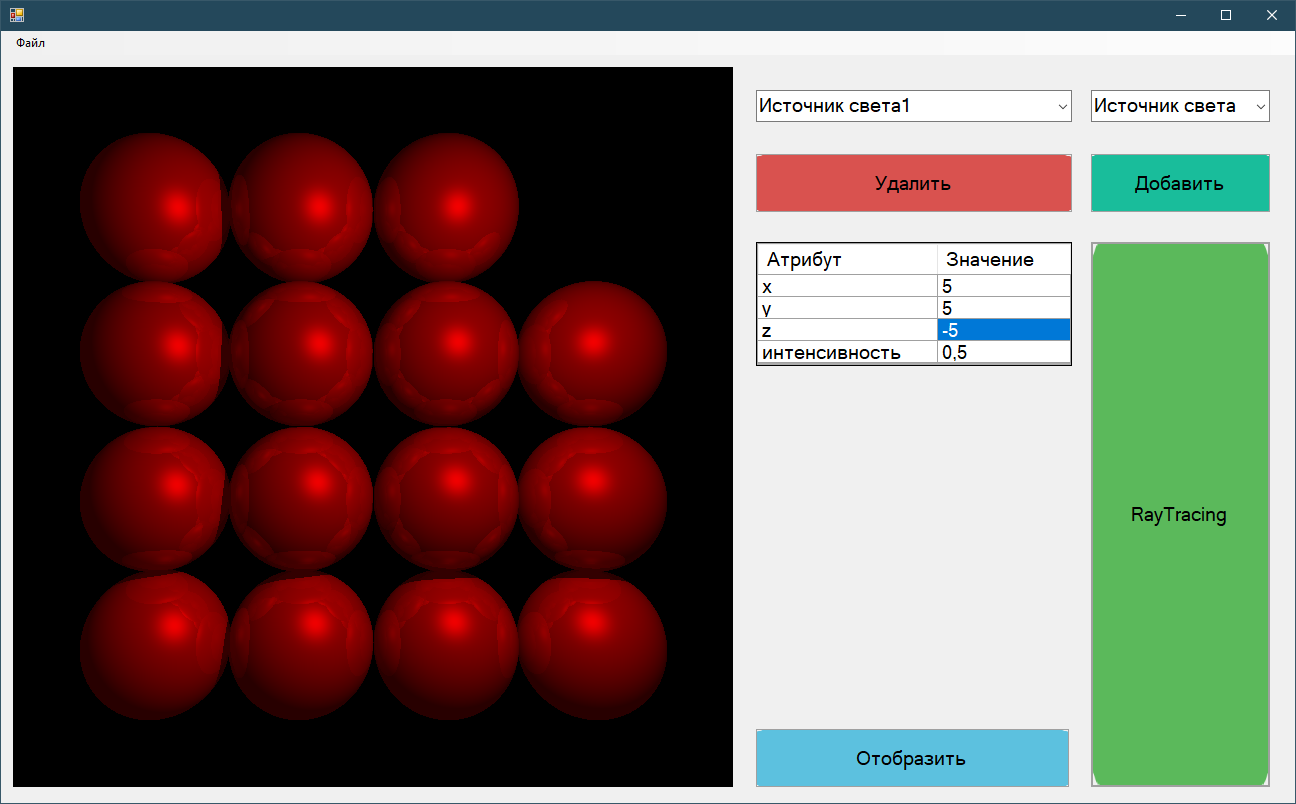 Файл
Источник света1
Источник света
Удалить
Добавить
Атрибут Значение
x 5
y 5
z -5
интенсивность 0,5
RayTracing
Отобразить